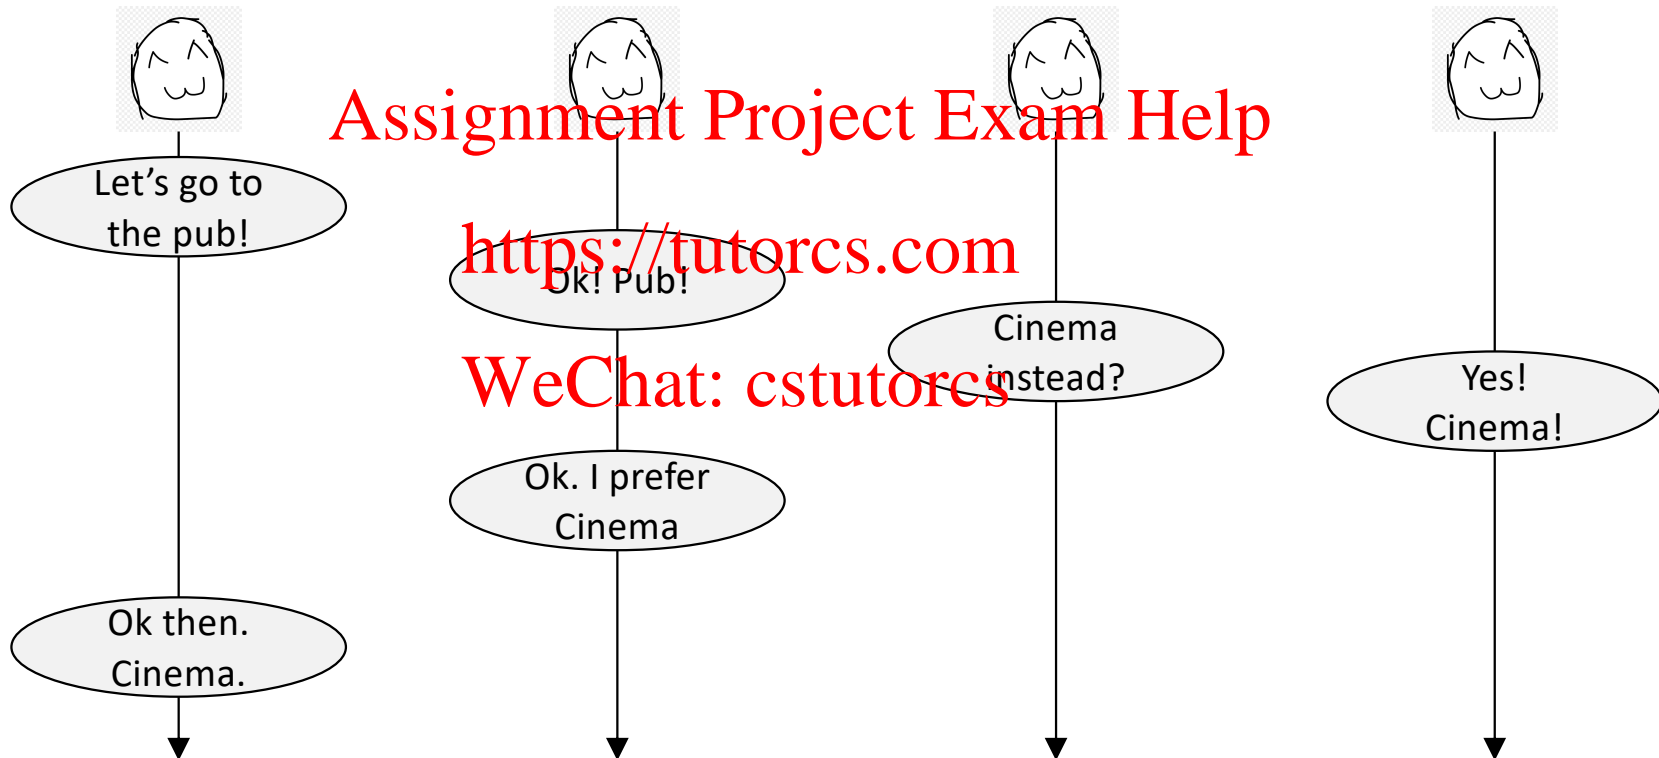 Assignment Project Exam Help
Let's go to
the pub!
https://tutorcs.com
Ok! Pub!
Cinema
instead?
WeChat: cstutorcs
Yes!
Cinema!
Ok. I prefer
Cinema
Ok then.
Cinema.